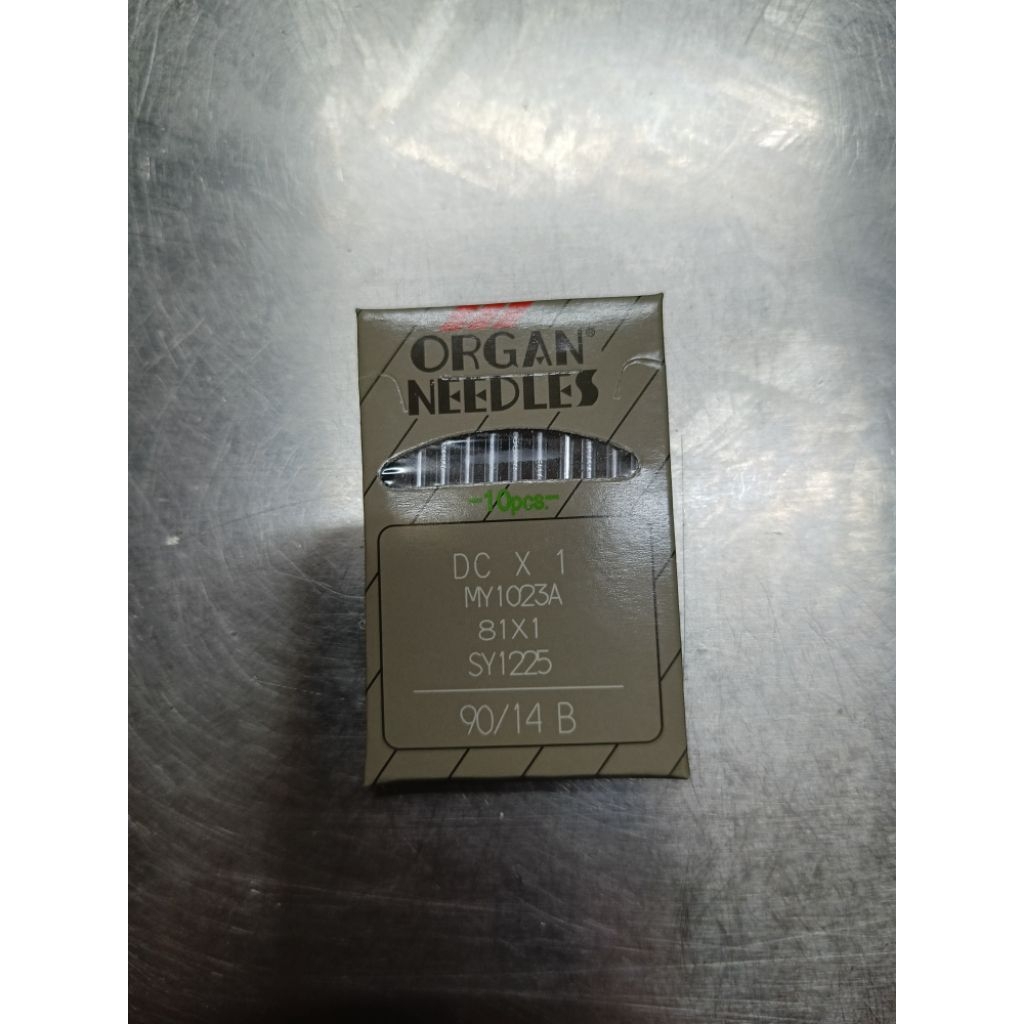 ORGAN®
NEEDLES
-10pcs.-
DC X 1
MY1023A
81X1
SY1225
90/14 B